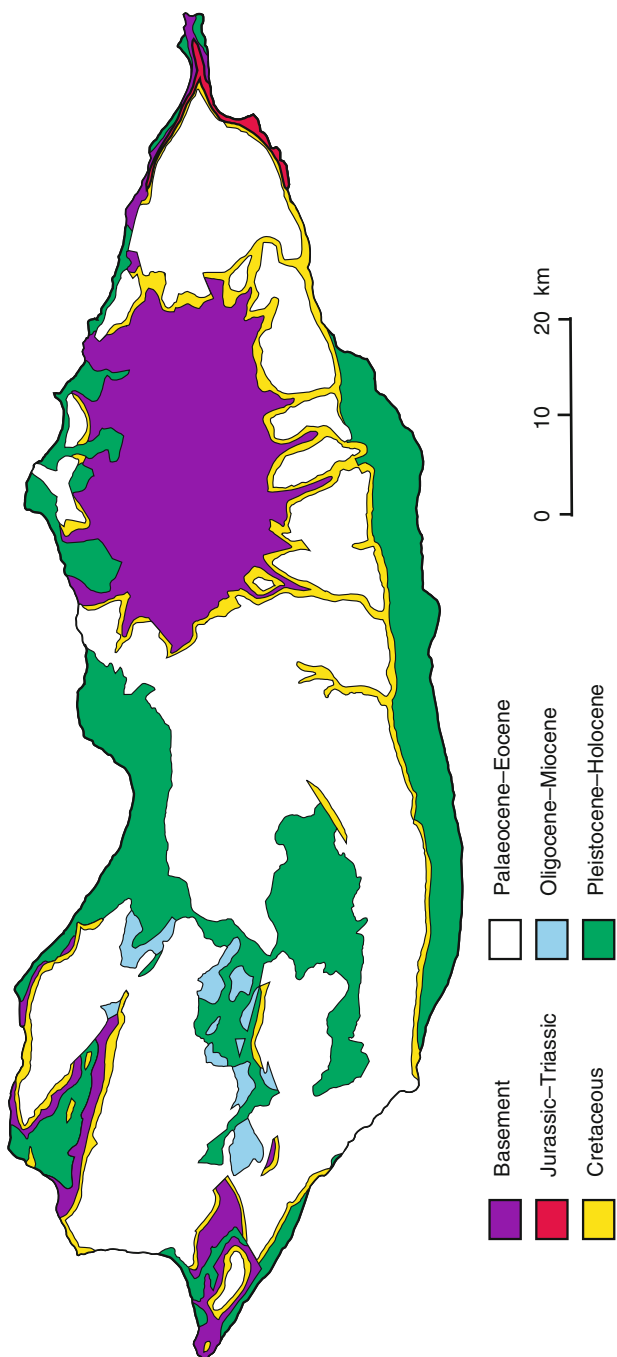 0 10 20 km
Basement
Jurassic–Triassic
Cretaceous
Palaeocene–Eocene
Oligocene–Miocene
Pleistocene–Holocene